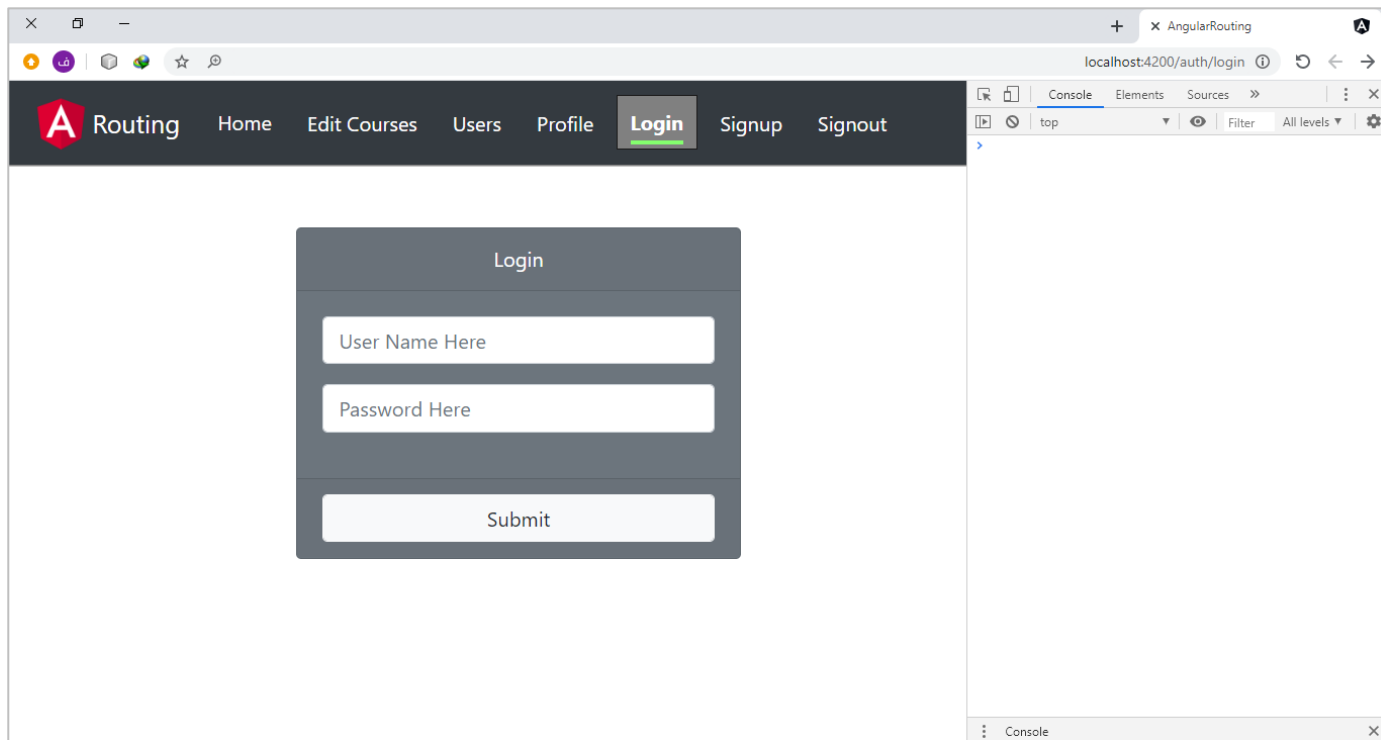 AngularRouting
localhost:4200/auth/login
ف
Routing Home Edit Courses Users Profile Login Signup Signout
Console Elements Sources
top Filter All levels
Login
User Name Here
Password Here
Submit
Console